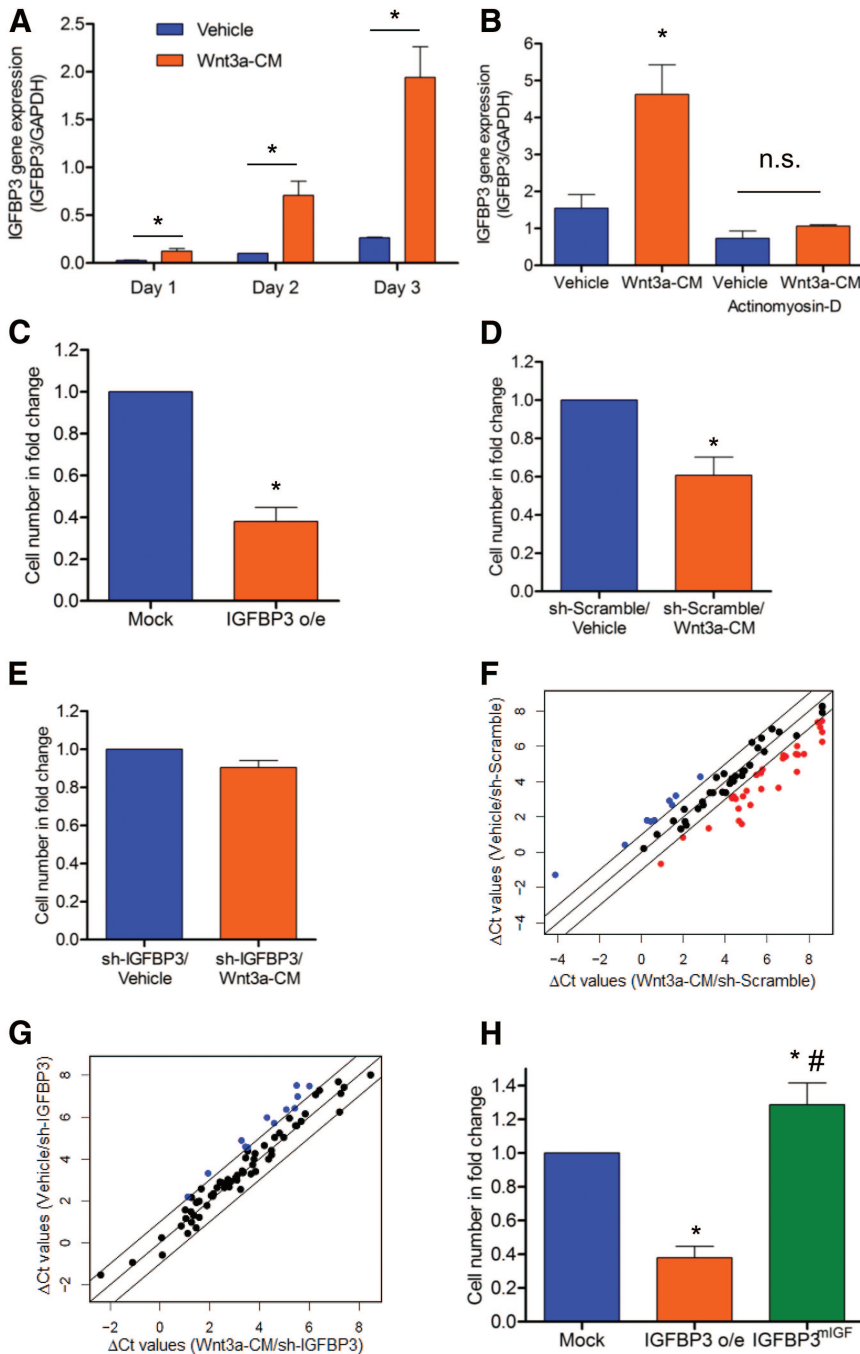 A
IGFBP3 gene expression
(IGFBP3/GAPDH)
2.5
2.0
1.5
1.0
0.5
0.0
Vehicle
Wnt3a-CM
*
*
*
Day 1 Day 2 Day 3
B
IGFBP3 gene expression
(IGFBP3/GAPDH)
6
5
4
3
2
1
0
*
n.s.
Vehicle Wnt3a-CM Vehicle Wnt3a-CM
Actinomyosin-D
C
Cell number in fold change
1.2
1.0
0.8
0.6
0.4
0.2
0.0
*
Mock IGFBP3 o/e
D
Cell number in fold change
1.2
1.0
0.8
0.6
0.4
0.2
0.0
*
sh-Scramble/ sh-Scramble/
Vehicle Wnt3a-CM
E
Cell number in fold change
1.2
1.0
0.8
0.6
0.4
0.2
0.0
sh-IGFBP3/ sh-IGFBP3/
Vehicle Wnt3a-CM
F
ΔCt values (Vehicle/sh-Scramble)
8
6
4
2
0
−2
−4
−4 −2 0 2 4 6 8
ΔCt values (Wnt3a-CM/sh-Scramble)
G
ΔCt values (Vehicle/sh-IGFBP3)
8
6
4
2
0
−2
−2 0 2 4 6 8
ΔCt values (Wnt3a-CM/sh-IGFBP3)
H
Cell number in fold change
1.4
1.2
1.0
0.8
0.6
0.4
0.2
0.0
*
* #
Mock IGFBP3 o/e IGFBP3mIGF